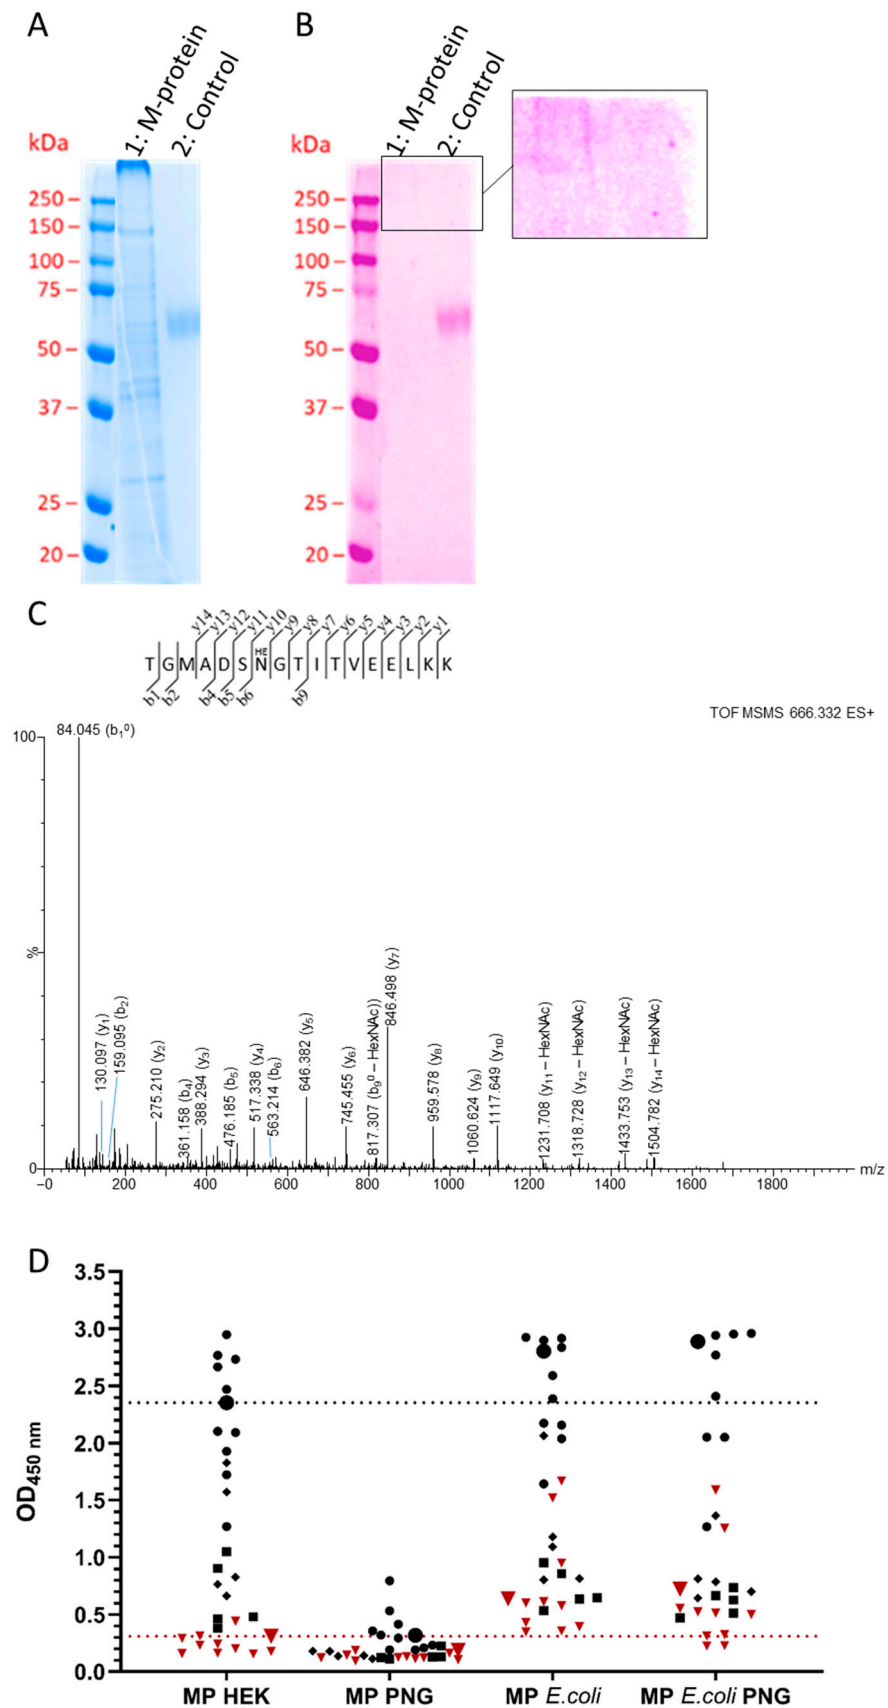 A
B
1: M-protein
2: Control
1: M-protein
2: Control
kDa
kDa
250
150
100
75
50
37
25
20
250
150
100
75
50
37
25
20
C
y14 y13 y12 y11 y10 y9 y8 y7 y6 y5 y4 y3 y2 y1
HE
T G M A D S N G T I T V E E L K K
b1 b2 b4 b5 b6 b9
TOF MSMS 666.332 ES+
100
%
0
84.045 (b₁⁰)
130.097 (y₁)
159.095 (b₂)
275.210 (y₂)
361.158 (b₄)
388.294 (y₃)
476.185 (b₅)
517.338 (y₄)
563.214 (b₆)
646.382 (y₅)
745.455 (y₆)
817.307 (b₉⁰ – HexNAc))
846.498 (y₇)
959.578 (y₈)
1060.624 (y₉)
1117.649 (y₁₀)
1231.708 (y₁₁ – HexNAc)
1318.728 (y₁₂ – HexNAc)
1433.753 (y₁₃ – HexNAc)
1504.782 (y₁₄ – HexNAc)
–0 200 400 600 800 1000 1200 1400 1600 1800
m/z
D
OD450 nm
3.5
3.0
2.5
2.0
1.5
1.0
0.5
0.0
MP HEK MP PNG MP E.coli MP E.coli PNG